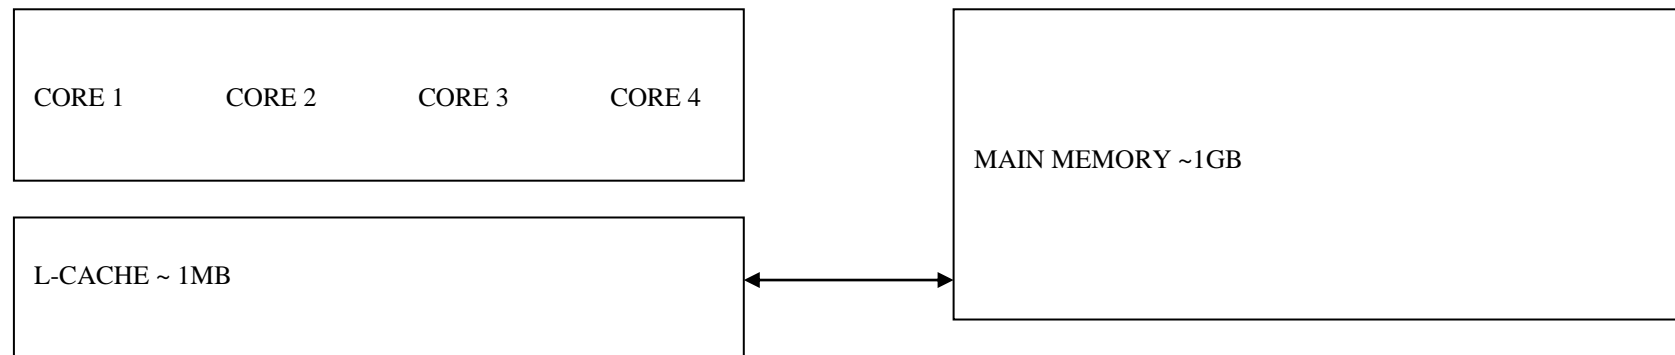 CORE 1 CORE 2 CORE 3 CORE 4
MAIN MEMORY ~1GB
L-CACHE ~ 1MB